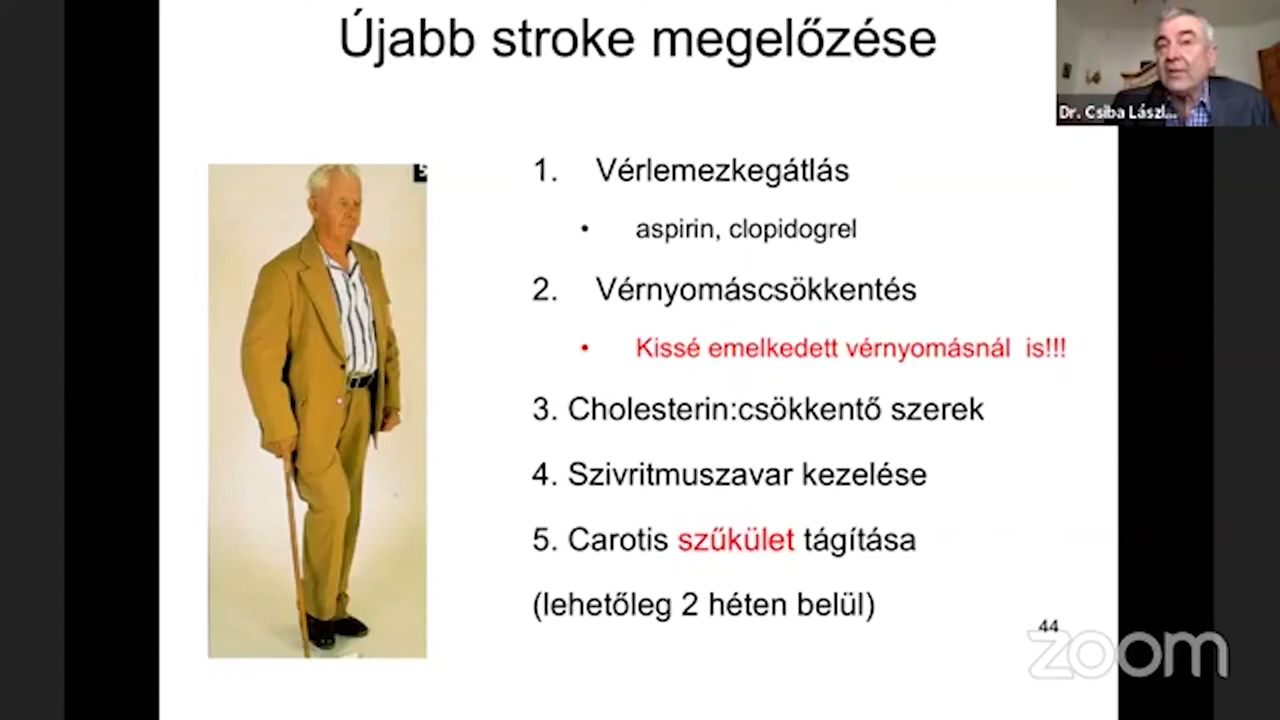 Újabb stroke megelőzése
Dr. Csiba Lászl...
1. Vérlemezkegátlás
• aspirin, clopidogrel
2. Vérnyomáscsökkentés
• Kissé emelkedett vérnyomásnál is!!!
3. Cholesterin:csökkentő szerek
4. Szivritmuszavar kezelése
5. Carotis szűkület tágítása
(lehetőleg 2 héten belül)
44
zoom